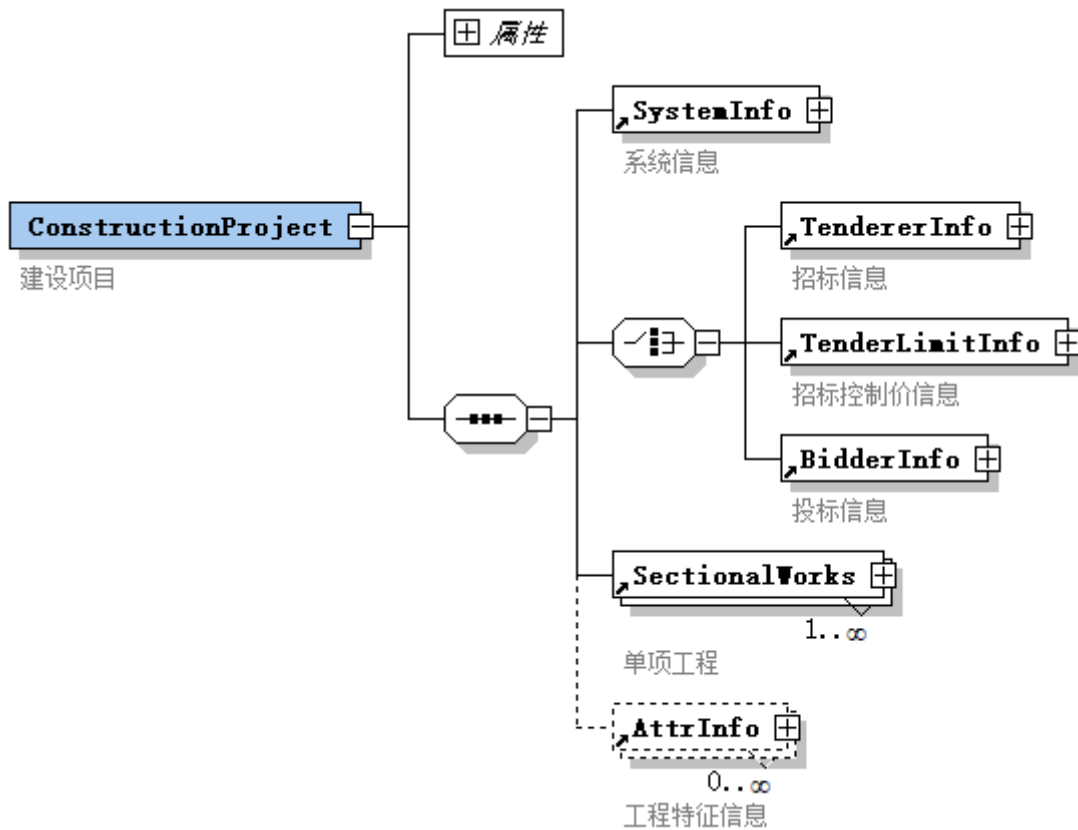 属性
SystemInfo
系统信息
ConstructionProject
建设项目
TendererInfo
招标信息
TenderLimitInfo
招标控制价信息
BidderInfo
投标信息
SectionalWorks
1..∞
单项工程
AttrInfo
0..∞
工程特征信息